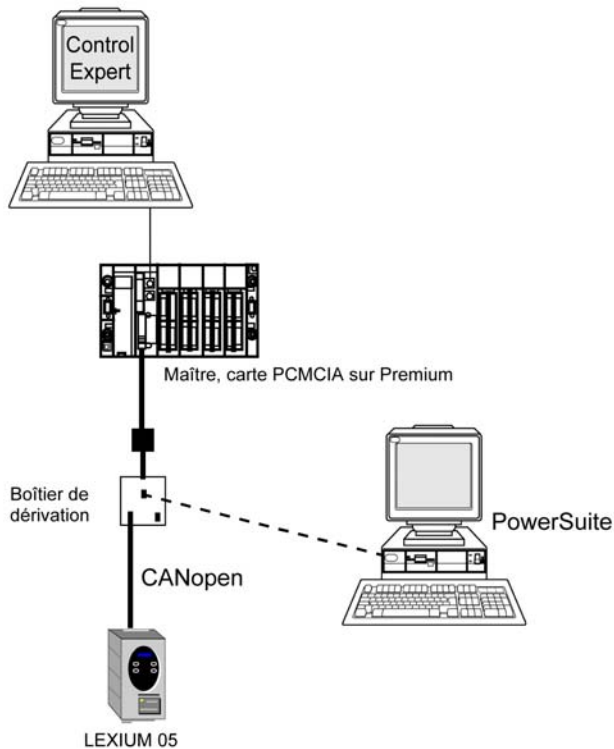 Control
Expert
Maître, carte PCMCIA sur Premium
Boîtier de
dérivation
PowerSuite
CANopen
LEXIUM 05